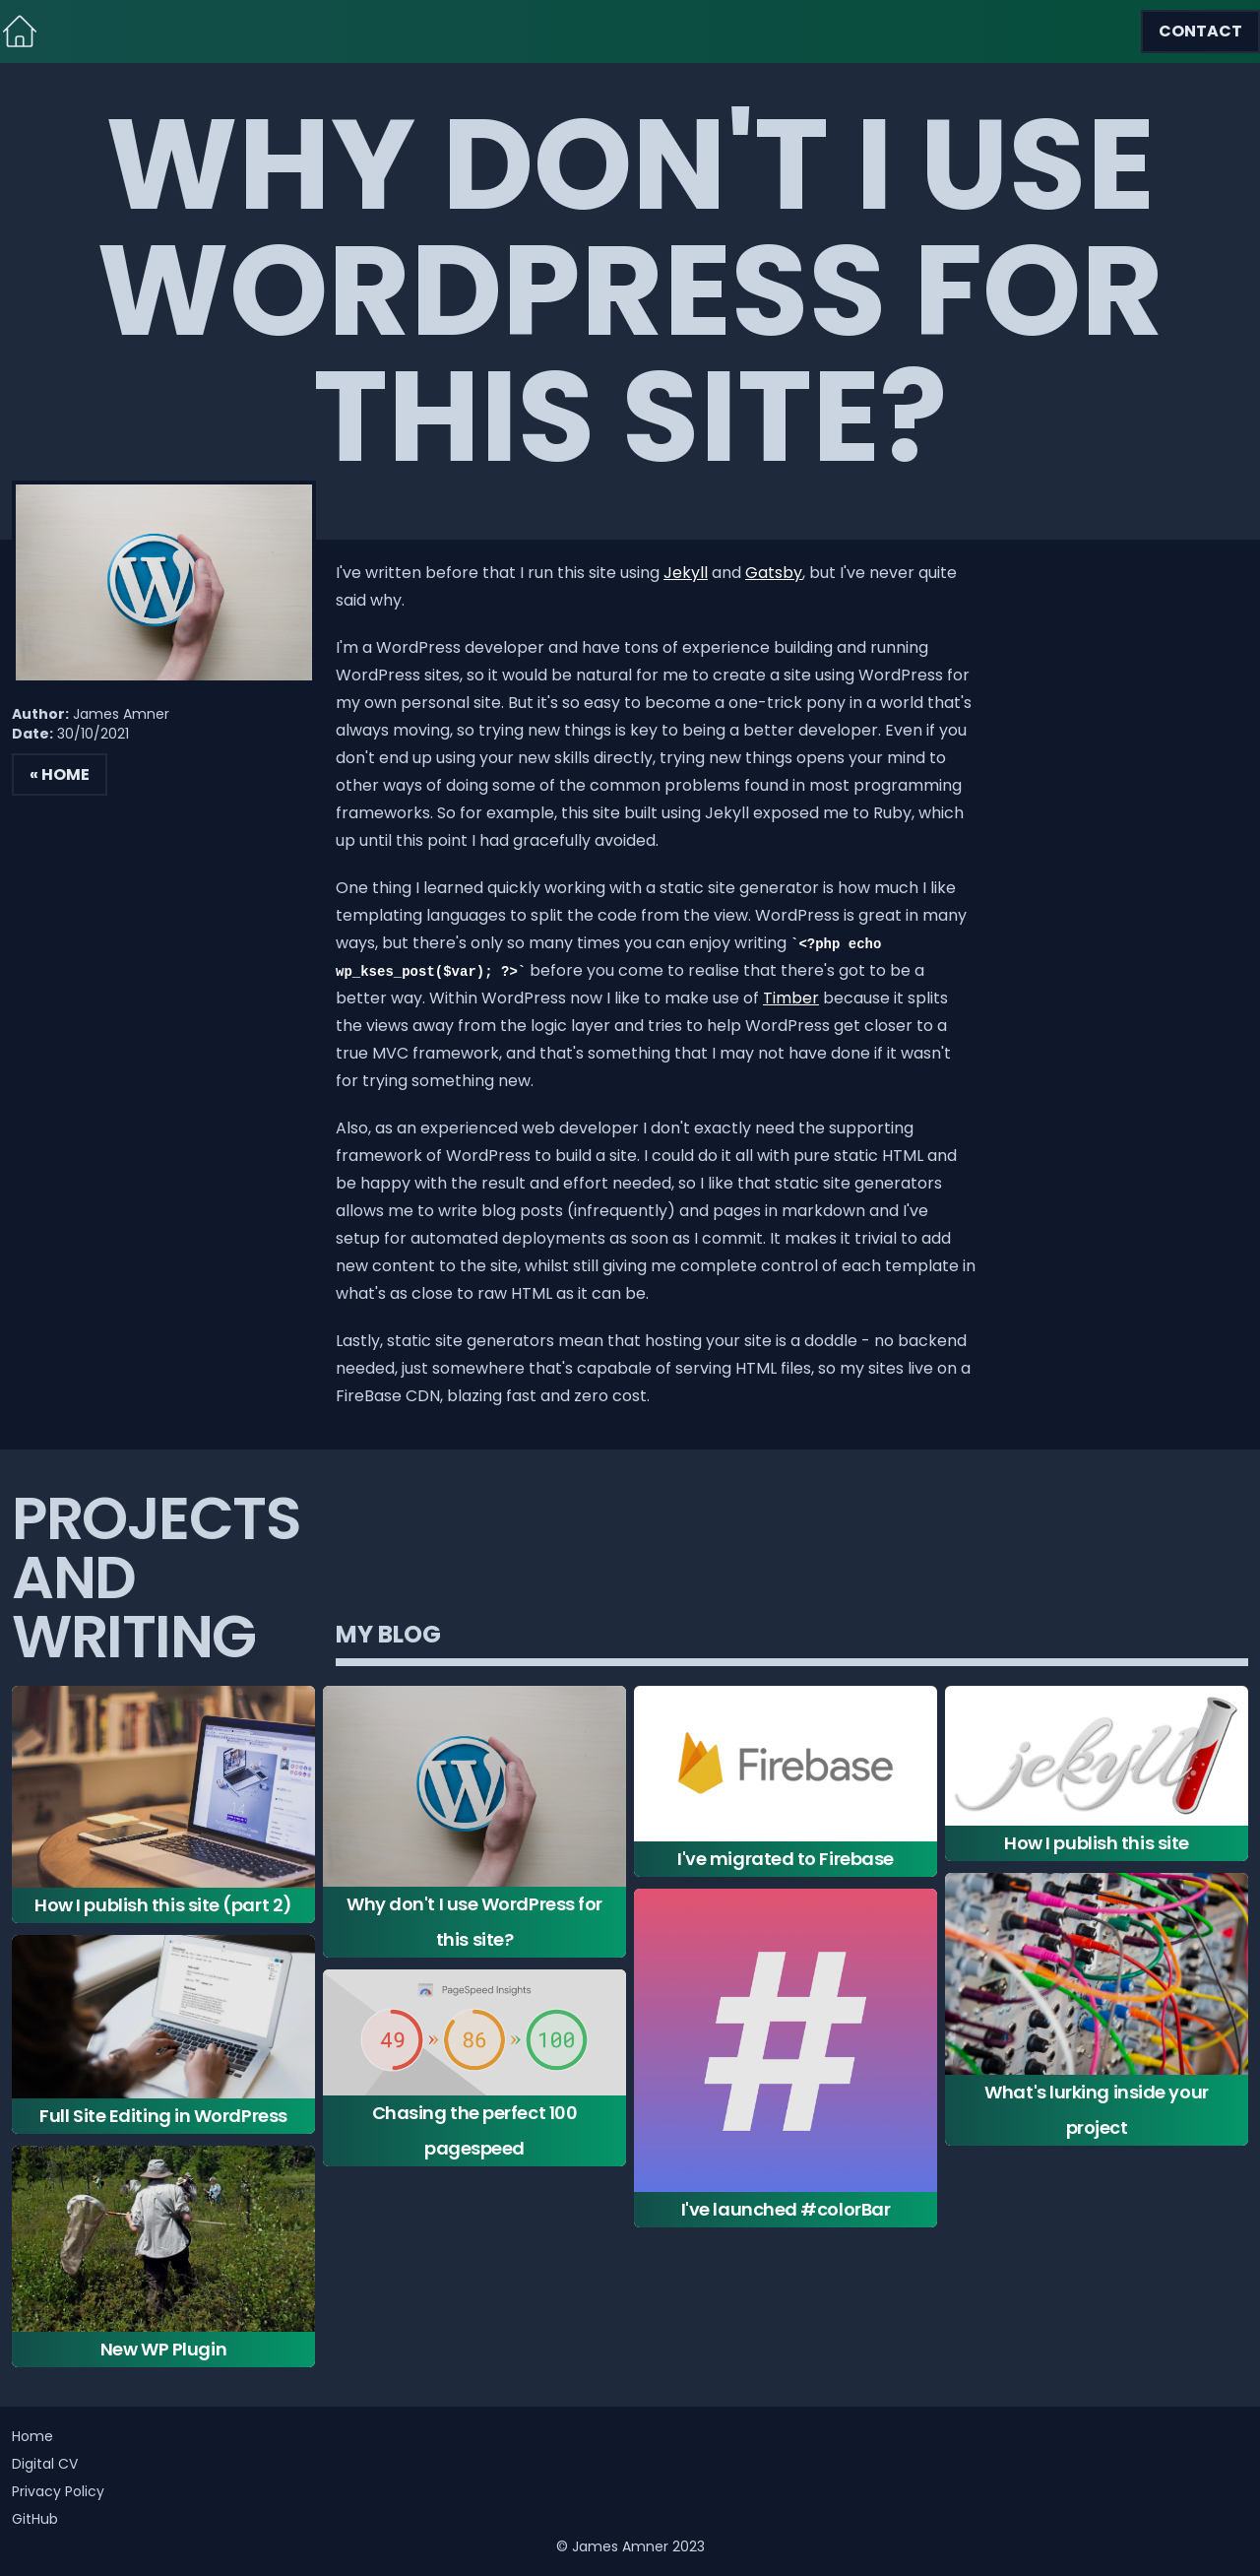 CONTACT
WHY DON'T I USE
WORDPRESS FOR
THIS SITE?
Author: James Amner
Date: 30/10/2021
« HOME
I've written before that I run this site using Jekyll and Gatsby, but I've never quite
said why.
I'm a WordPress developer and have tons of experience building and running
WordPress sites, so it would be natural for me to create a site using WordPress for
my own personal site. But it's so easy to become a one-trick pony in a world that's
always moving, so trying new things is key to being a better developer. Even if you
don't end up using your new skills directly, trying new things opens your mind to
other ways of doing some of the common problems found in most programming
frameworks. So for example, this site built using Jekyll exposed me to Ruby, which
up until this point I had gracefully avoided.
One thing I learned quickly working with a static site generator is how much I like
templating languages to split the code from the view. WordPress is great in many
ways, but there's only so many times you can enjoy writing `<?php echo
wp_kses_post($var); ?>` before you come to realise that there's got to be a
better way. Within WordPress now I like to make use of Timber because it splits
the views away from the logic layer and tries to help WordPress get closer to a
true MVC framework, and that's something that I may not have done if it wasn't
for trying something new.
Also, as an experienced web developer I don't exactly need the supporting
framework of WordPress to build a site. I could do it all with pure static HTML and
be happy with the result and effort needed, so I like that static site generators
allows me to write blog posts (infrequently) and pages in markdown and I've
setup for automated deployments as soon as I commit. It makes it trivial to add
new content to the site, whilst still giving me complete control of each template in
what's as close to raw HTML as it can be.
Lastly, static site generators mean that hosting your site is a doddle - no backend
needed, just somewhere that's capabale of serving HTML files, so my sites live on a
FireBase CDN, blazing fast and zero cost.
PROJECTS
AND
WRITING
MY BLOG
How I publish this site (part 2)
Full Site Editing in WordPress
New WP Plugin
Why don't I use WordPress for
this site?
PageSpeed Insights
49 » 86 » 100
Chasing the perfect 100
pagespeed
Firebase
I've migrated to Firebase
#
I've launched #colorBar
jekyll
How I publish this site
What's lurking inside your
project
Home
Digital CV
Privacy Policy
GitHub
© James Amner 2023